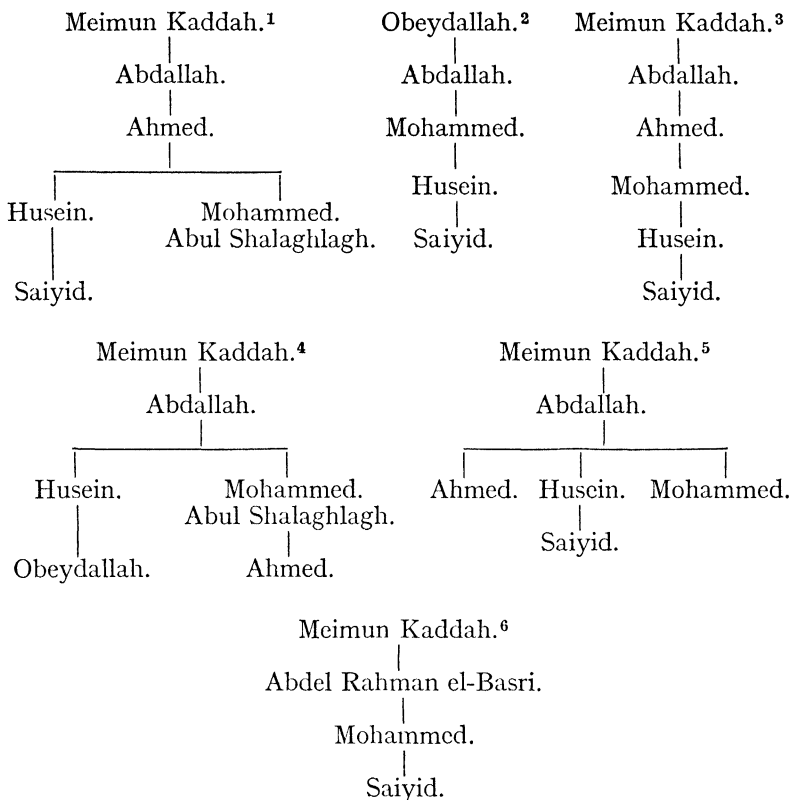 Meimun Kaddah.¹ Obeydallah.² Meimun Kaddah.³
Abdallah. Abdallah. Abdallah.
Ahmed. Mohammed. Ahmed.
Husein. Mohammed. Husein. Mohammed.
Abul Shalaghlagh. Saiyid. Husein.
Saiyid. Saiyid.
Meimun Kaddah.⁴ Meimun Kaddah.⁵
Abdallah. Abdallah.
Husein. Mohammed. Ahmed. Husein. Mohammed.
Abul Shalaghlagh.
Saiyid.
Obeydallah. Ahmed.
Meimun Kaddah.⁶
Abdel Rahman el-Basri.
Mohammed.
Saiyid.